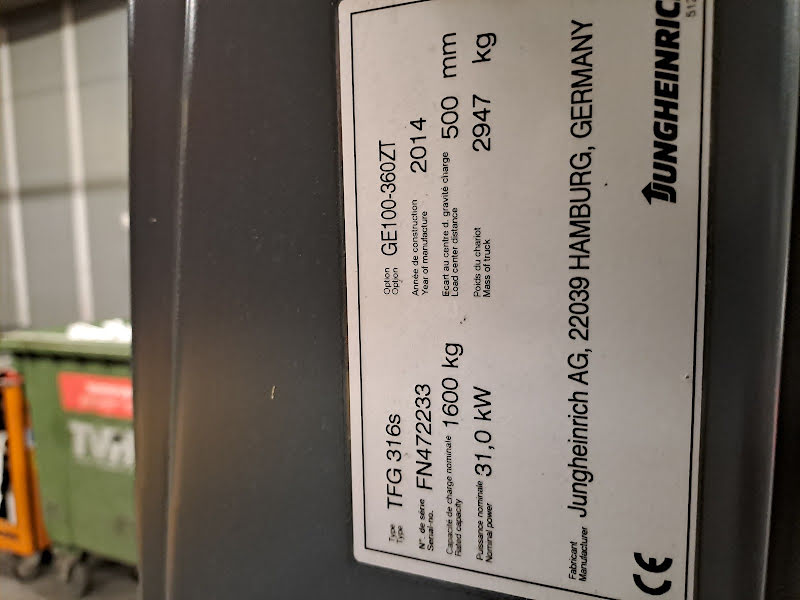 Type
Type TFG 316s
Option
Option GE100-360ZT
N°. de série
Serial-no. FN472233
Année de construction
Year of manufacture 2014
Capacité de charge nominale
Rated capacity 1600 kg
Ecart au centre d. gravité charge
Load center distance 500 mm
Puissance nominale
Nominal power 31,0 kW
Poids du chariot
Mass of truck 2947 kg
Fabricant
Manufacturer Jungheinrich AG, 22039 HAMBURG, GERMANY
CE
JUNGHEINRIC